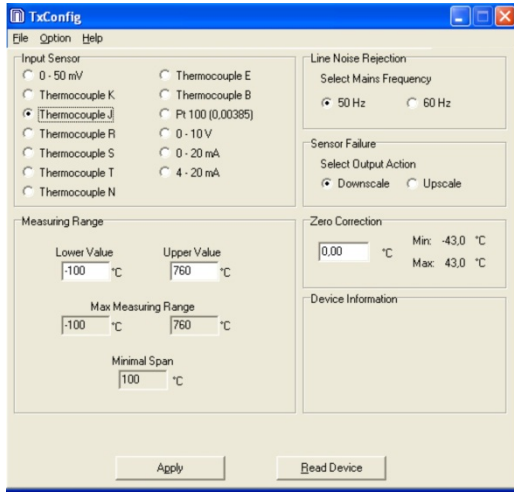 TxConfig
File Option Help
Input Sensor
0 - 50 mV
Thermocouple K
Thermocouple J
Thermocouple R
Thermocouple S
Thermocouple T
Thermocouple N
Thermocouple E
Thermocouple B
Pt 100 (0,00385)
0 - 10 V
0 - 20 mA
4 - 20 mA
Line Noise Rejection
Select Mains Frequency
50 Hz 60 Hz
Sensor Failure
Select Output Action
Downscale Upscale
Measuring Range
Lower Value Upper Value
-100 °C 760 °C
Max Measuring Range
-100 °C 760 °C
Minimal Span
100 °C
Zero Correction
0,00 °C
Min: -43,0 °C
Max: 43,0 °C
Device Information
Apply Read Device